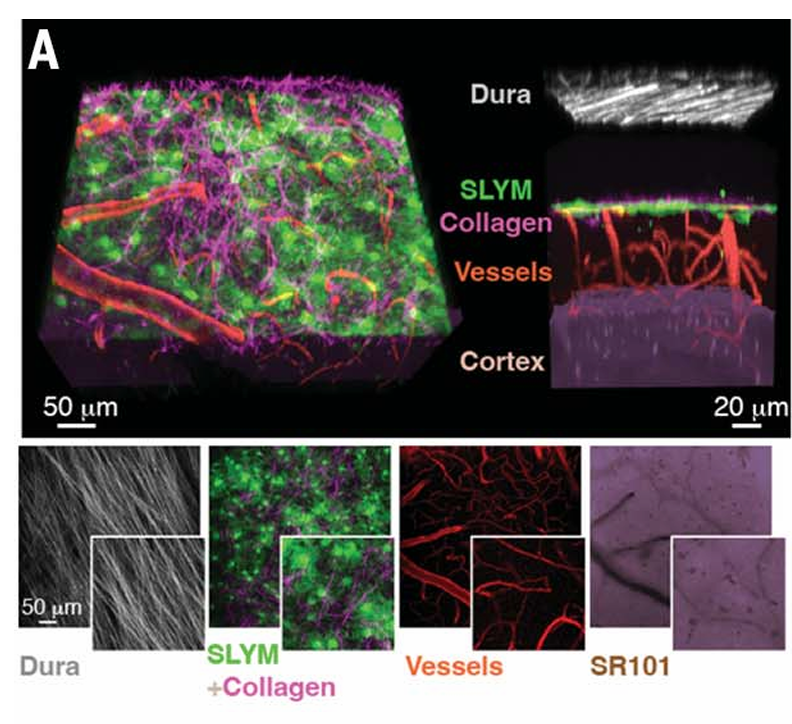 A
Dura
SLYM
Collagen
Vessels
Cortex
50 µm
20 µm
50 µm
Dura
SLYM
+Collagen
Vessels
SR101